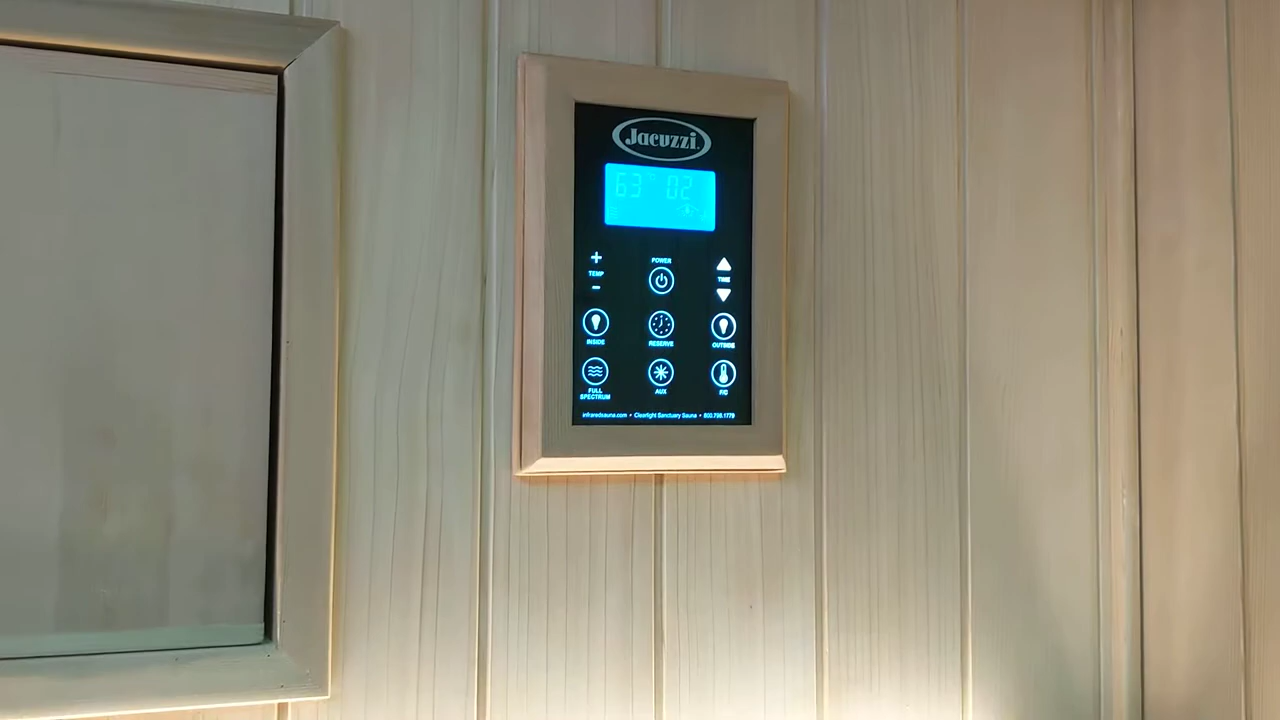 Jacuzzi.
63 °F 02
+
TEMP
-
POWER
TIME
INSIDE
RESERVE
OUTSIDE
FULL
SPECTRUM
AUX
F/C
infraredsauna.com • Clearlight Sanctuary Sauna • 800.798.1779